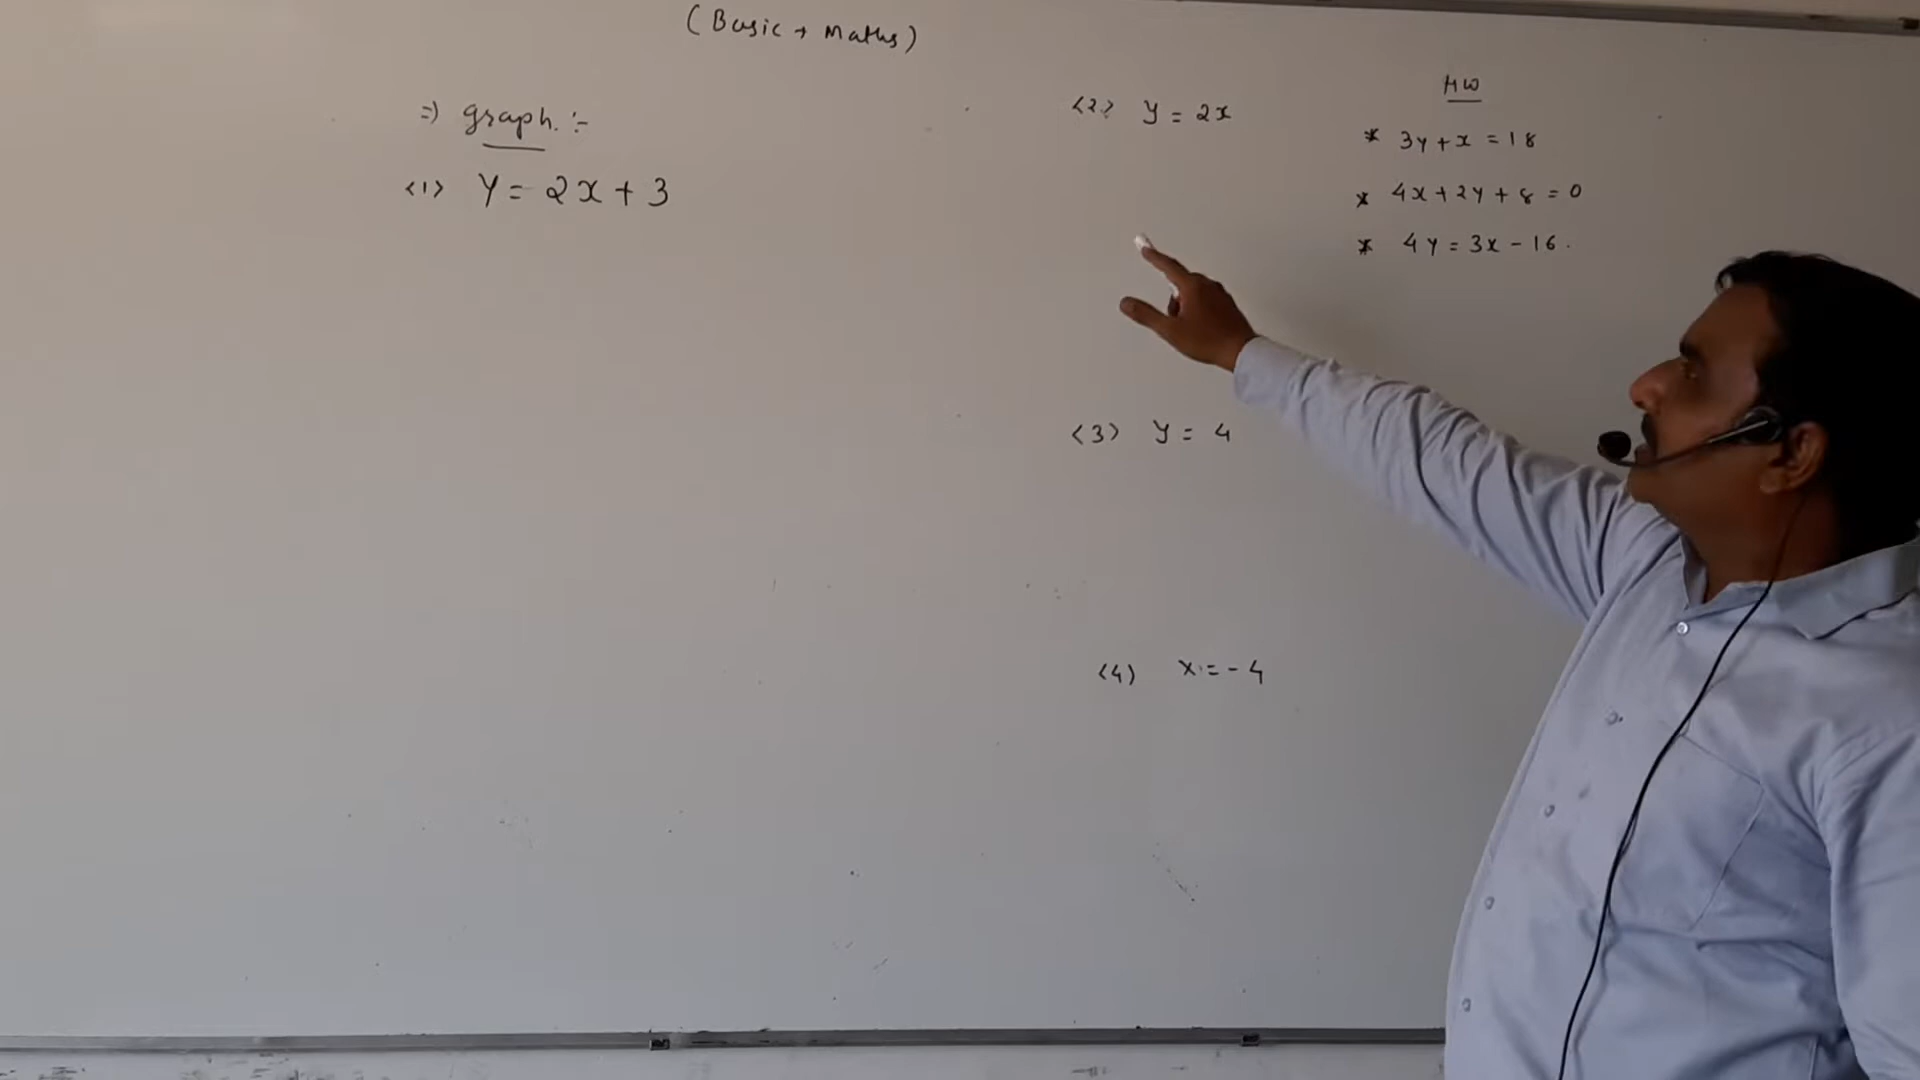 (Basic → Maths)
⇒ graph :-
<1> Y = 2x + 3
<2> y = 2x
<3> y = 4
<4> x = - 4
HW
* 3y + x = 18
* 4x + 2y + 8 = 0
* 4y = 3x - 16.